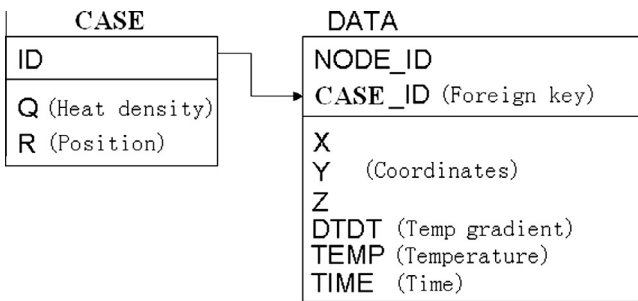 CASE
ID
Q (Heat density)
R (Position)
DATA
NODE_ID
CASE_ID (Foreign key)
X
Y (Coordinates)
Z
DTDT (Temp gradient)
TEMP (Temperature)
TIME (Time)